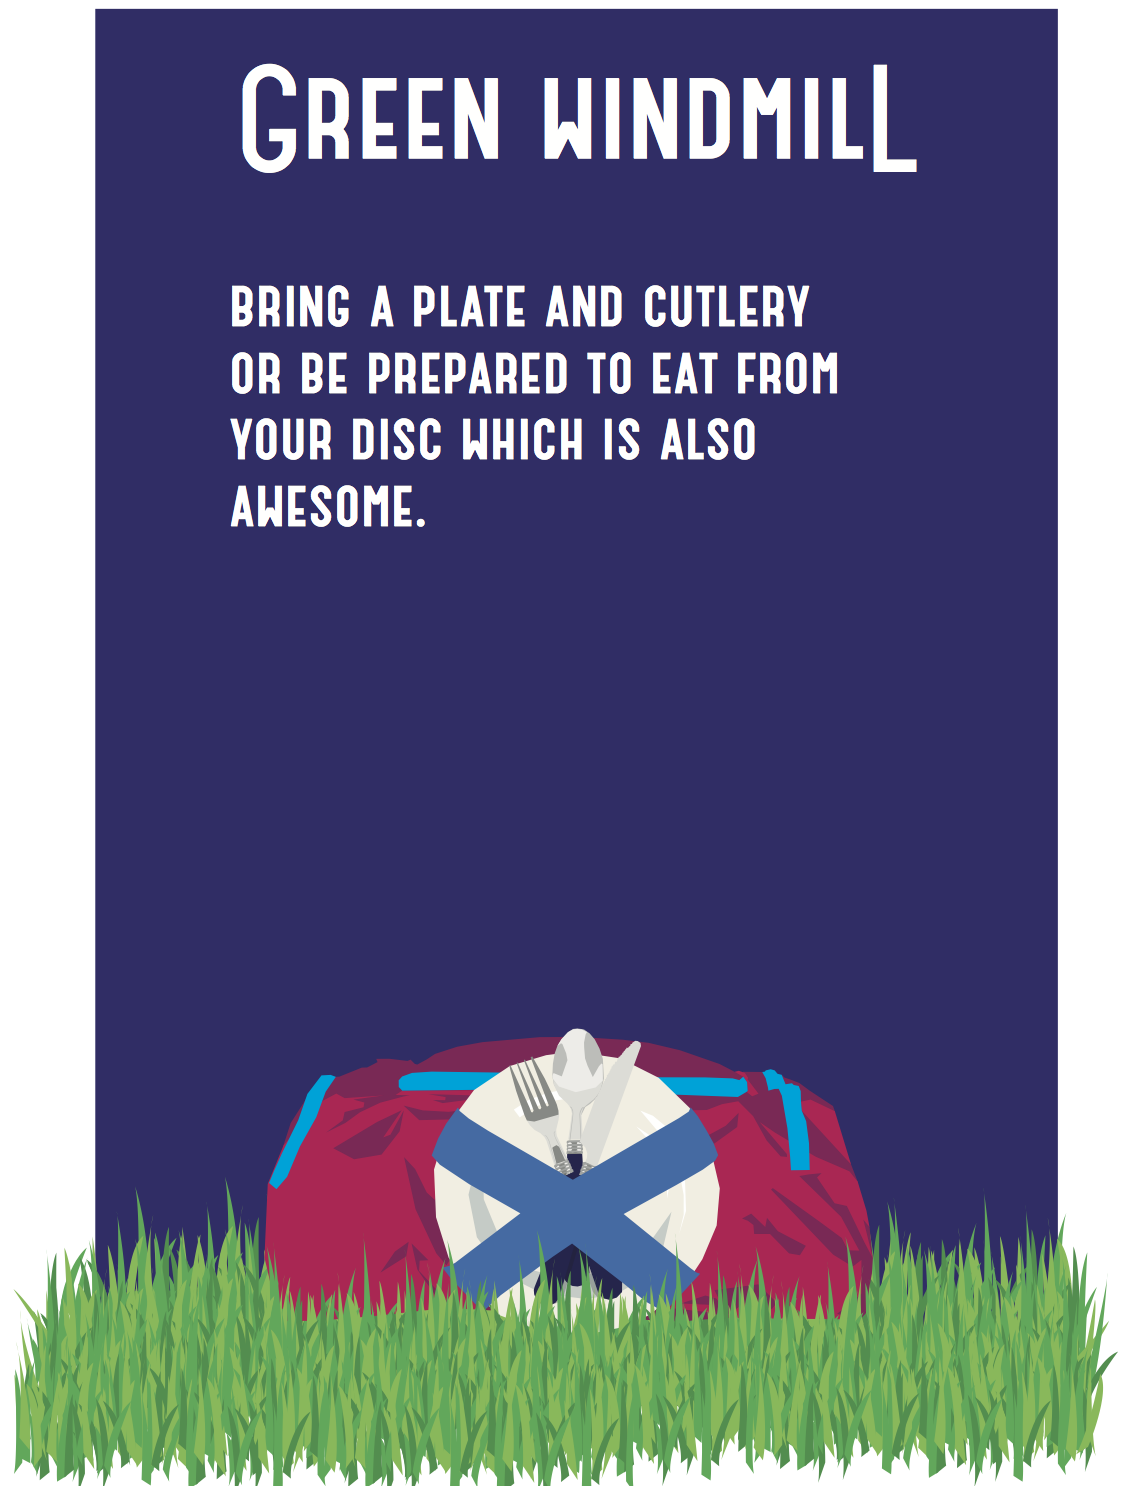 GREEN WINDMILL
BRING A PLATE AND CUTLERY
OR BE PREPARED TO EAT FROM
YOUR DISC WHICH IS ALSO
AWESOME.